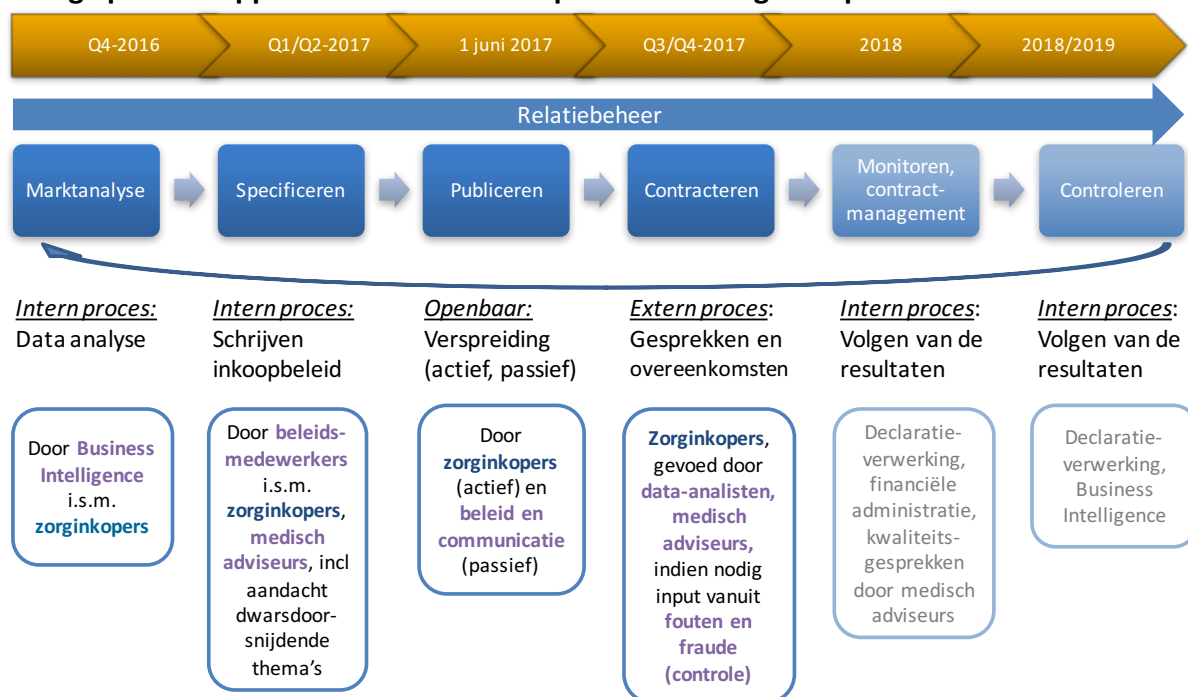 Q4-2016
Q1/Q2-2017
1 juni 2017
Q3/Q4-2017
2018
2018/2019
Relatiebeheer
Marktanalyse
Specificeren
Publiceren
Contracteren
Monitoren,
contract-
management
Controleren
Intern proces:
Data analyse
Intern proces:
Schrijven
inkoopbeleid
Openbaar:
Verspreiding
(actief, passief)
Extern proces:
Gesprekken en
overeenkomsten
Intern proces:
Volgen van de
resultaten
Intern proces:
Volgen van de
resultaten
Door Business
Intelligence
i.s.m.
zorginkopers
Door beleids-
medewerkers
i.s.m.
zorginkopers,
medisch
adviseurs, incl
aandacht
dwarsdoor-
snijdende
thema's
Door
zorginkopers
(actief) en
beleid en
communicatie
(passief)
Zorginkopers,
gevoed door
data-analisten,
medisch
adviseurs,
indien nodig
input vanuit
fouten en
fraude
(controle)
Declaratie-
verwerking,
financiële
administratie,
kwaliteits-
gesprekken
door medisch
adviseurs
Declaratie-
verwerking,
Business
Intelligence